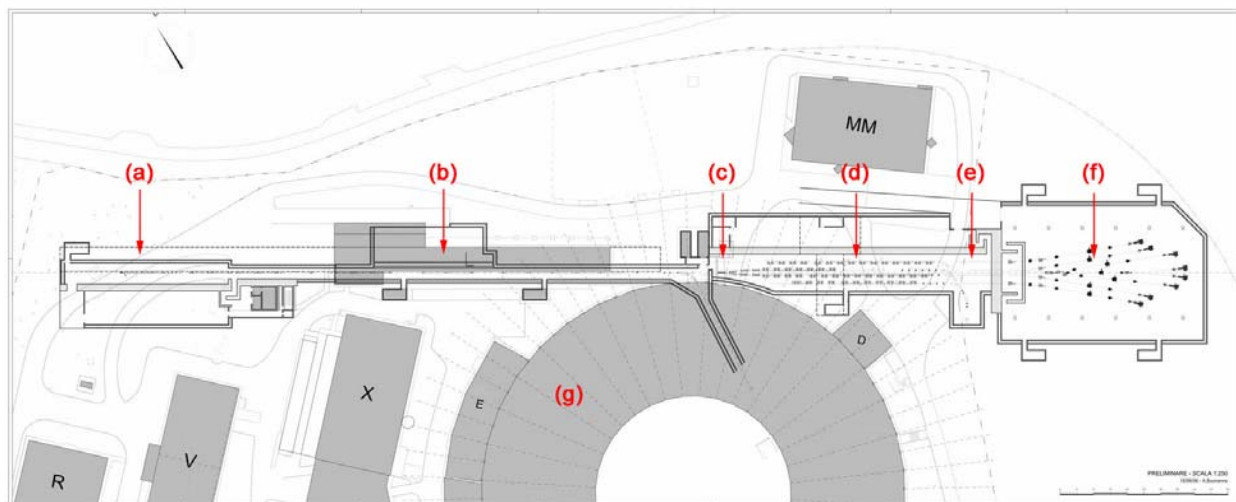 MM
(a)
(b)
(c)
(d)
(e)
(f)
(g)
D
E
X
V
R
PRELIMINARE - SCALA 1:250